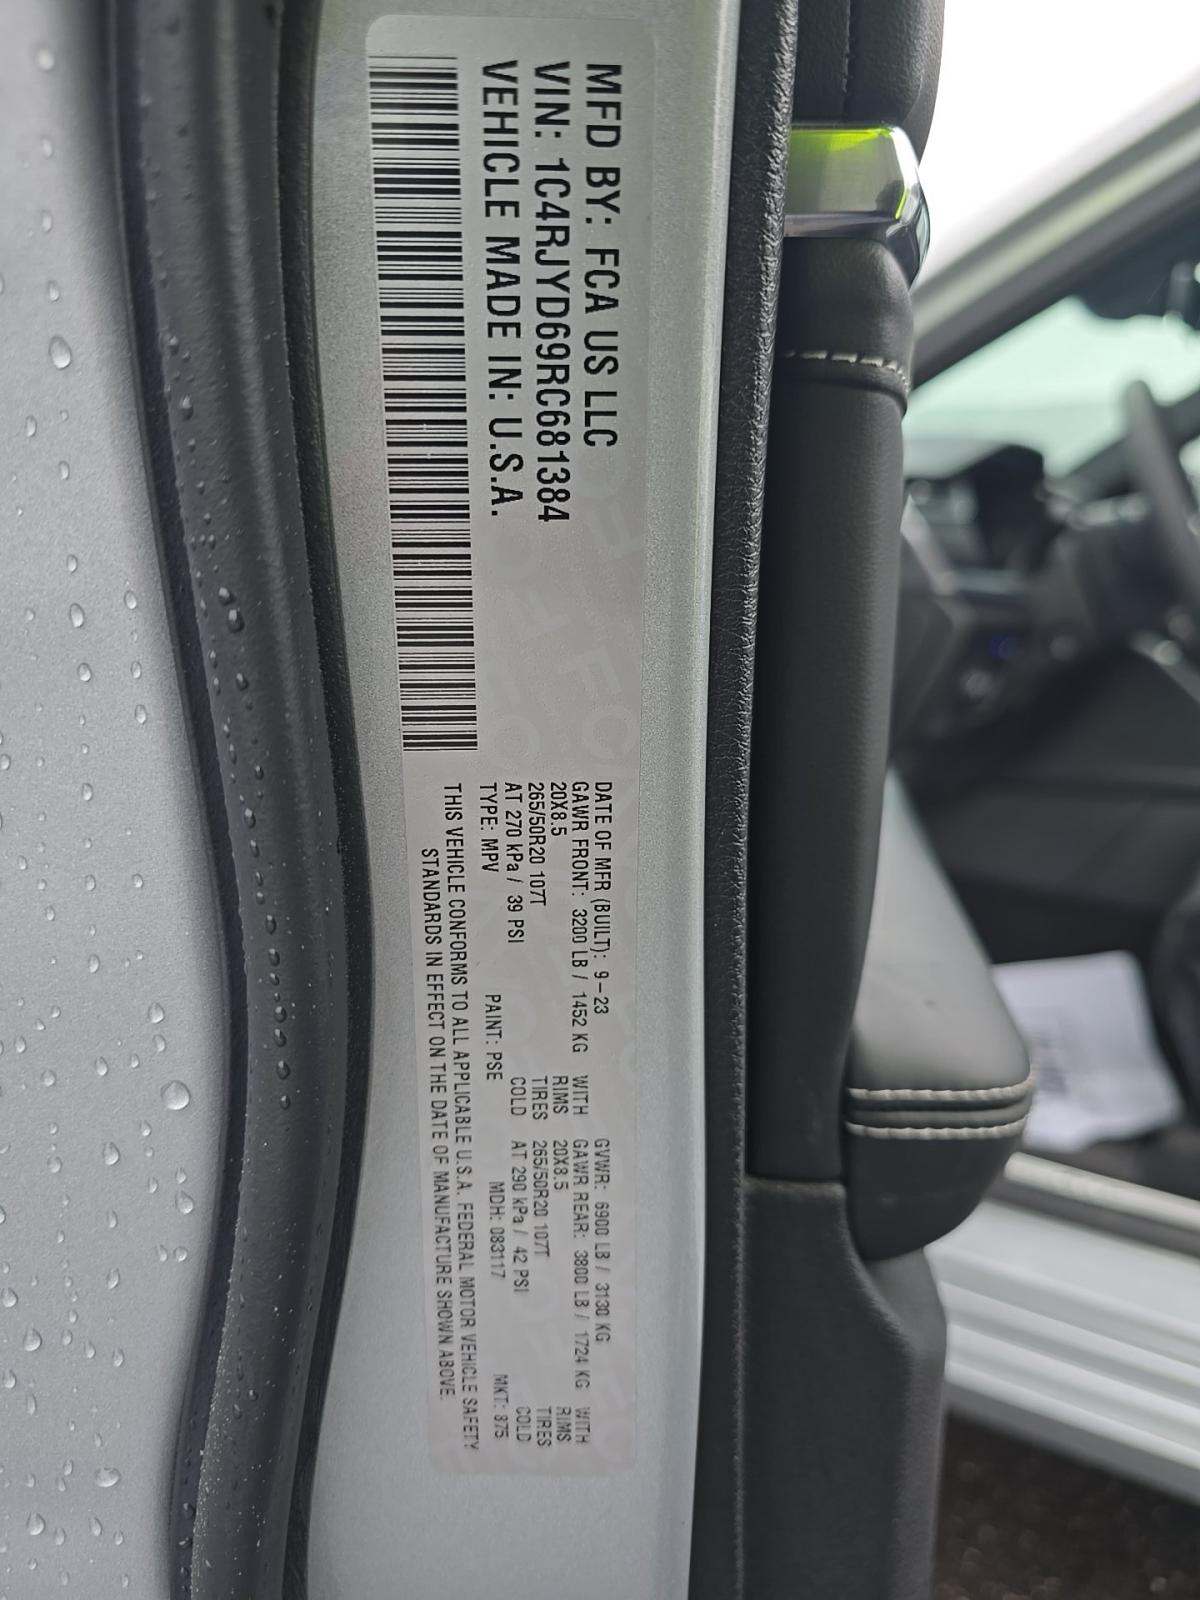 MFD BY: FCA US LLC
VIN: 1C4RJYD69RC681384
VEHICLE MADE IN: U.S.A.
DATE OF MFR (BUILT): 9-23 GVWR: 6900 LB / 3130 KG
GAWR FRONT: 3200 LB / 1452 KG WITH GAWR REAR: 3800 LB / 1724 KG WITH
20X8.5 RIMS 20X8.5 RIMS
265/50R20 107T TIRES 265/50R20 107T TIRES
AT 270 kPa / 39 PSI COLD AT 290 kPa / 42 PSI COLD
TYPE: MPV PAINT: PSE MDH: 083117 MKT: 875
THIS VEHICLE CONFORMS TO ALL APPLICABLE U.S.A. FEDERAL MOTOR VEHICLE SAFETY
STANDARDS IN EFFECT ON THE DATE OF MANUFACTURE SHOWN ABOVE.